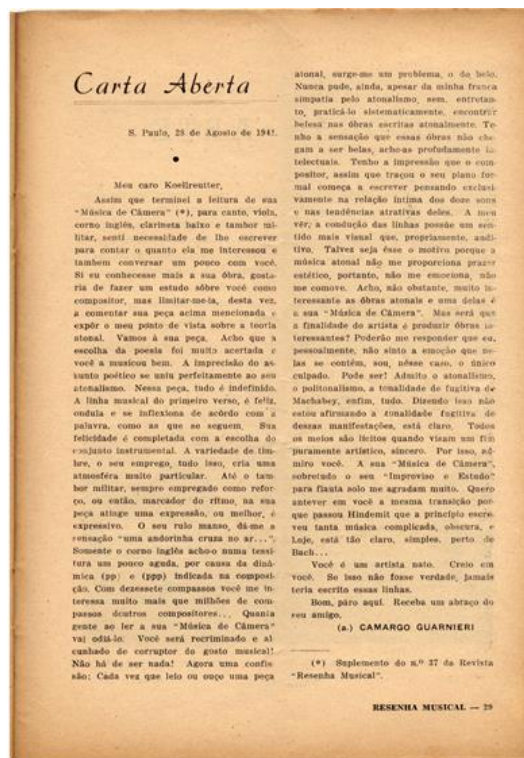 Carta Aberta
S. Paulo, 28 de Agosto de 1941.
Meu caro Koellreutter,
Assim que terminei a leitura de sua
"Música de Câmera" (*), para canto, viola,
corno inglês, clarineta baixo e tambor mi-
litar, senti necessidade de lho escrever
para contar o quanto ela me interessou e
tambem conversar um pouco com você.
Si eu conhecesse mais a sua óbra, gosta-
ria de fazer um estudo sôbre você como
compositor, mas limitar-me-ia, desta vez,
a comentar sua peça acima mencionada e
expôr o meu ponto de vista sobre a teoria
atonal. Vamos à sua peça. Acho que a
escolha da poesia foi muito acertada e
você a musicou bem. A imprecisão do as-
sunto poético se uniu perfeitamente ao seu
atonalismo. Nessa peça, tudo é indefinido.
A linha musical do primeiro verso, é feliz,
ondula e se inflexiona de acôrdo com a
palavra, como as que se seguem. Sua
felicidade é completada com a escolha do
conjunto instrumental. A variedade de tim-
bre, o seu emprego, tudo isso, cria uma
atmosféra muito particular. Até o tam-
bor militar, sempre empregado como refor-
ço, ou então, marcador do ritmo, na sua
peça atinge uma expressão, ou melhor, é
expressivo. O seu rulo manso, dá-me a
sensação "uma andorinha cruza no ar...".
Somente o corno inglês acho-o numa tessi-
tura um pouco aguda, por causa da dinâ-
mica (pp) e (ppp) indicada na composi-
ção. Com dezessete compassos você me in-
teressa muito mais que milhões de com-
passos doutros compositores... Quanta
gente ao ler a sua "Música de Câmera"
vai odiá-lo. Você será recriminado e al
cunhado de corruptor do gosto musical!
Não há de ser nada! Agora uma confis-
são: Cada vez que leio ou ouço uma peça
atonal, surge-me um problema, o do belo.
Nunca pude, ainda, apesar da minha franca
simpatia pelo atonalismo, sem, entretan-
to, praticá-lo sistematicamente, encontrar
belesa nas óbras escritas atonalmente. Te-
nho a sensação que essas óbras não che-
gam a ser belas, acho-as profudamente in-
telectuais. Tenho a impressão que o com-
positor, assim que traçou o seu plano for-
mal começa a escrever pensando exclusi-
vamente na relação íntima dos doze sons
e nas tendências atrativas deles. A meu
vêr, a condução das linhas possúe um sen-
tido mais visual que, propriamente, audi-
tivo. Talvez seja êsse o motivo porque a
música atonal não me proporciona prazer
estético, portanto, não me emociona, não
me comove. Acho, não obstante, muito in-
teressante as óbras atonais e uma delas é
a sua "Música de Câmera". Mas será que
a finalidade do artista é produzir óbras in-
teressantes? Poderão me responder que eu,
pessoalmente, não sinto a emoção que ne-
las se contém, sou, nésse caso, o único
culpado. Pode ser! Admito o atonalismo,
o politonalismo, a tonalidade de fugitiva de
Machabey, enfim, tudo. Dizendo isso não
estou afirmando a tonalidade fugitiva de
dessas manifestações, está claro. Todos
os meios são lícitos quando visam um fim
puramente artístico, sincero. Por isso, ad-
miro você. A sua "Música de Câmera",
sobretudo o seu "Improviso e Estudo"
para flauta solo me agradam muito. Quero
antever em você a mesma transição por-
que passou Hindemit que a princípio escre-
veu tanta música complicada, obscura, e
hoje, está tão claro, simples, perto de
Bach...
Você é um artista nato. Creio em
você. Se isso não fosse verdade, jamais
teria escrito essas linhas.
Bom, páro aqui. Receba um abraço do
seu amigo,
(a.) CAMARGO GUARNIERI
(*) Suplemento do n.º 37 da Revista
"Resenha Musical".
RESENHA MUSICAL — 29